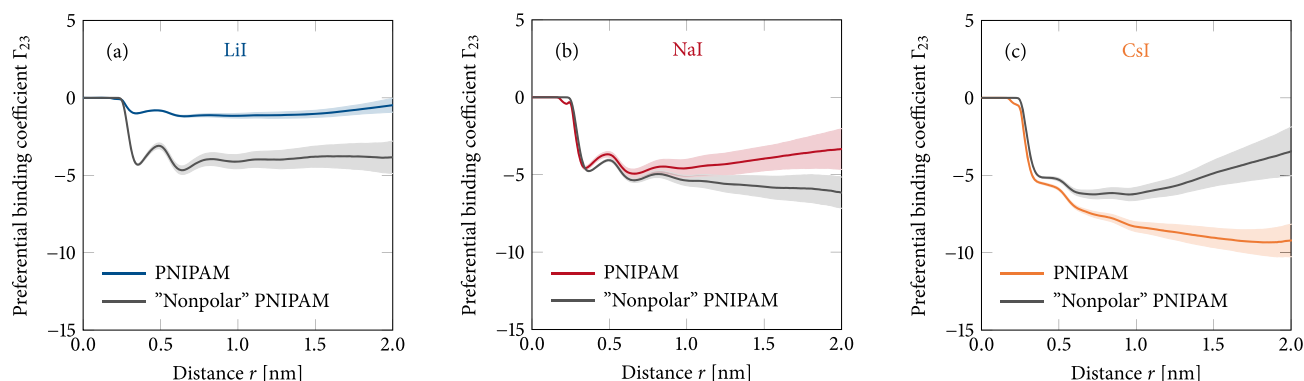 Preferential binding coefficient Γ23
5
0
−5
−10
−15
(a)
LiI
PNIPAM
”Nonpolar” PNIPAM
0.0 0.5 1.0 1.5 2.0
Distance r [nm]
Preferential binding coefficient Γ23
5
0
−5
−10
−15
(b)
NaI
PNIPAM
”Nonpolar” PNIPAM
0.0 0.5 1.0 1.5 2.0
Distance r [nm]
Preferential binding coefficient Γ23
5
0
−5
−10
−15
(c)
CsI
PNIPAM
”Nonpolar” PNIPAM
0.0 0.5 1.0 1.5 2.0
Distance r [nm]